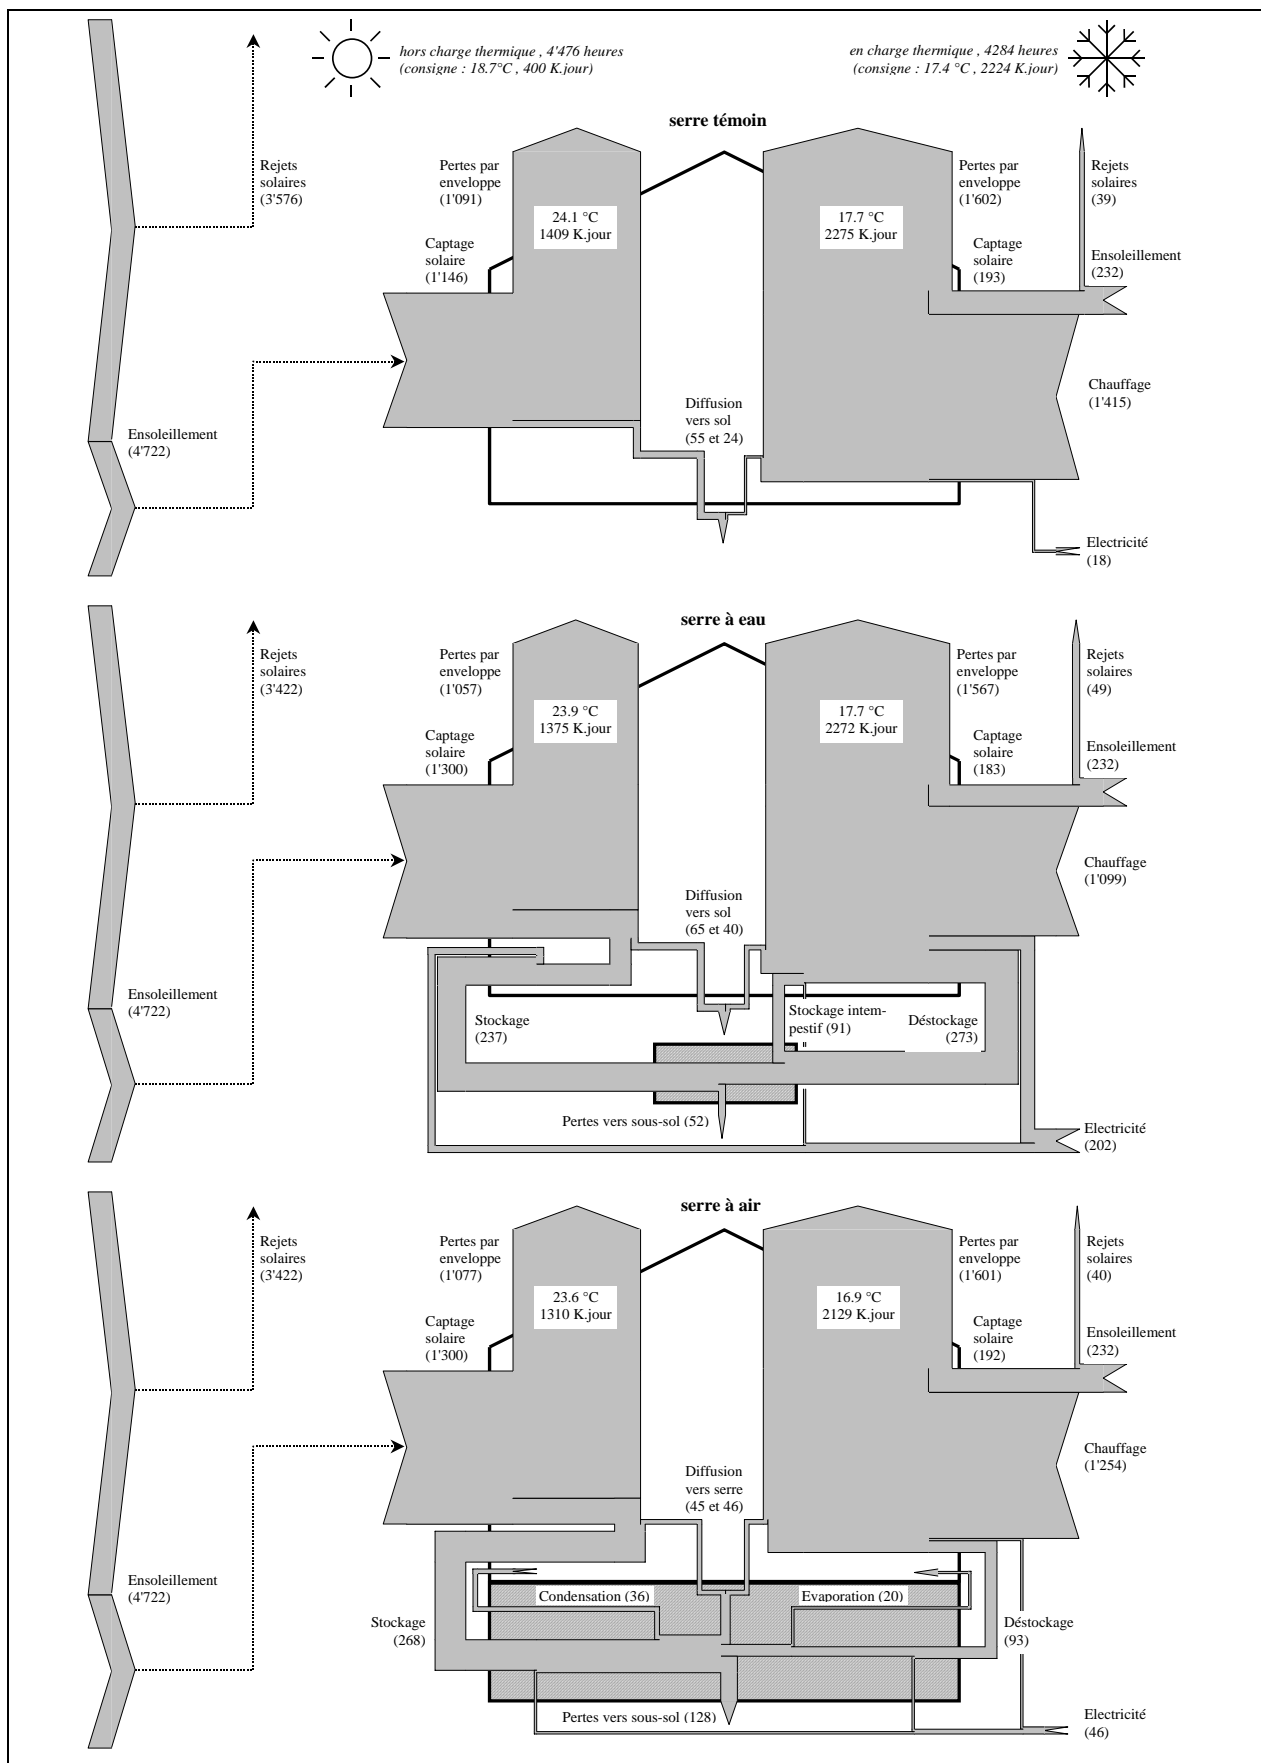 hors charge thermique , 4'476 heures
(consigne : 18.7°C , 400 K.jour)
en charge thermique , 4284 heures
(consigne : 17.4 °C , 2224 K.jour)
serre témoin
Rejets
solaires
(3'576)
Pertes par
enveloppe
(1'091)
24.1 °C
1409 K.jour
17.7 °C
2275 K.jour
Pertes par
enveloppe
(1'602)
Rejets
solaires
(39)
Captage
solaire
(1'146)
Captage
solaire
(193)
Ensoleillement
(232)
Chauffage
(1'415)
Diffusion
vers sol
(55 et 24)
Ensoleillement
(4'722)
Electricité
(18)
serre à eau
Rejets
solaires
(3'422)
Pertes par
enveloppe
(1'057)
23.9 °C
1375 K.jour
17.7 °C
2272 K.jour
Pertes par
enveloppe
(1'567)
Rejets
solaires
(49)
Captage
solaire
(1'300)
Captage
solaire
(183)
Ensoleillement
(232)
Chauffage
(1'099)
Diffusion
vers sol
(65 et 40)
Ensoleillement
(4'722)
Stockage
(237)
Stockage intem-
pestif (91)
Déstockage
(273)
Pertes vers sous-sol (52)
Electricité
(202)
serre à air
Rejets
solaires
(3'422)
Pertes par
enveloppe
(1'077)
23.6 °C
1310 K.jour
16.9 °C
2129 K.jour
Pertes par
enveloppe
(1'601)
Rejets
solaires
(40)
Captage
solaire
(1'300)
Captage
solaire
(192)
Ensoleillement
(232)
Chauffage
(1'254)
Diffusion
vers serre
(45 et 46)
Ensoleillement
(4'722)
Condensation (36)
Evaporation (20)
Stockage
(268)
Déstockage
(93)
Pertes vers sous-sol (128)
Electricité
(46)